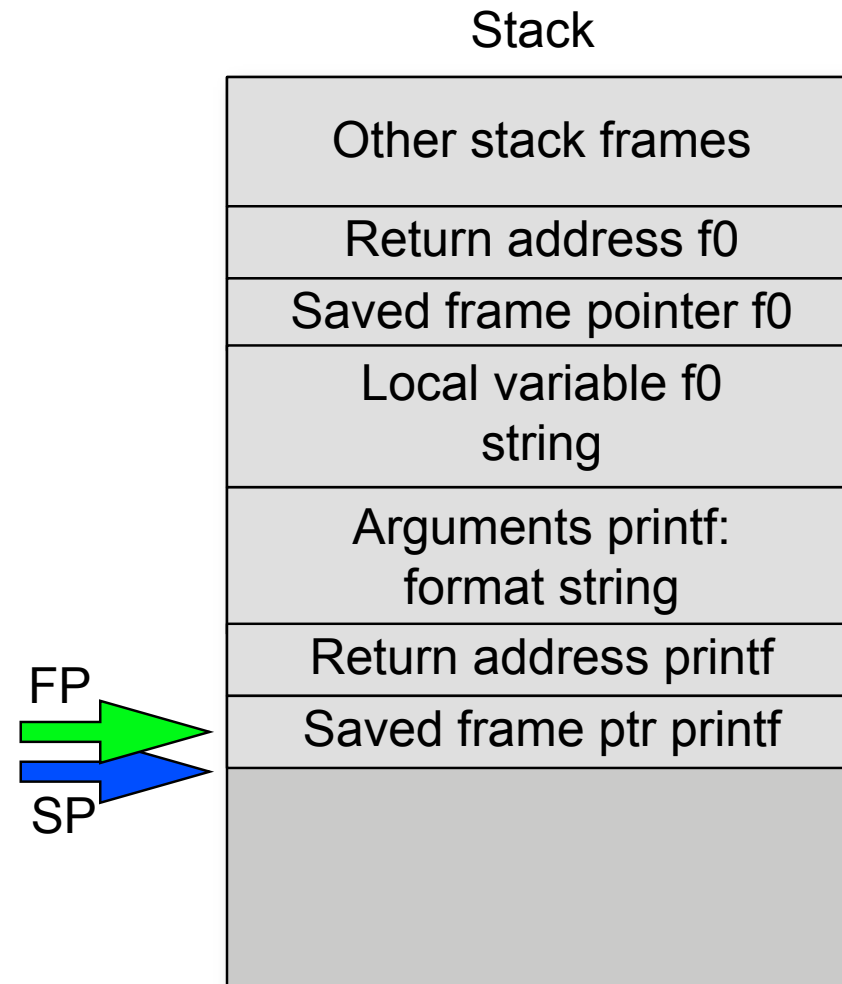 Stack
Other stack frames
Return address f0
Saved frame pointer f0
Local variable f0
string
Arguments printf:
format string
Return address printf
FP
Saved frame ptr printf
SP